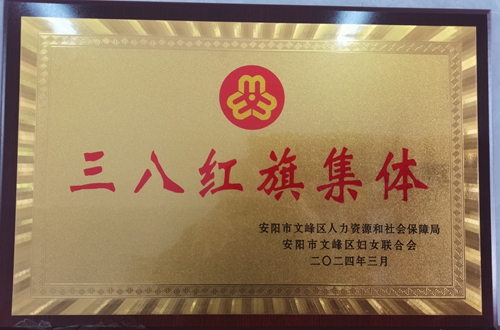 三八红旗集体
安阳市文峰区人力资源和社会保障局
安阳市文峰区妇女联合会
二〇二四年三月